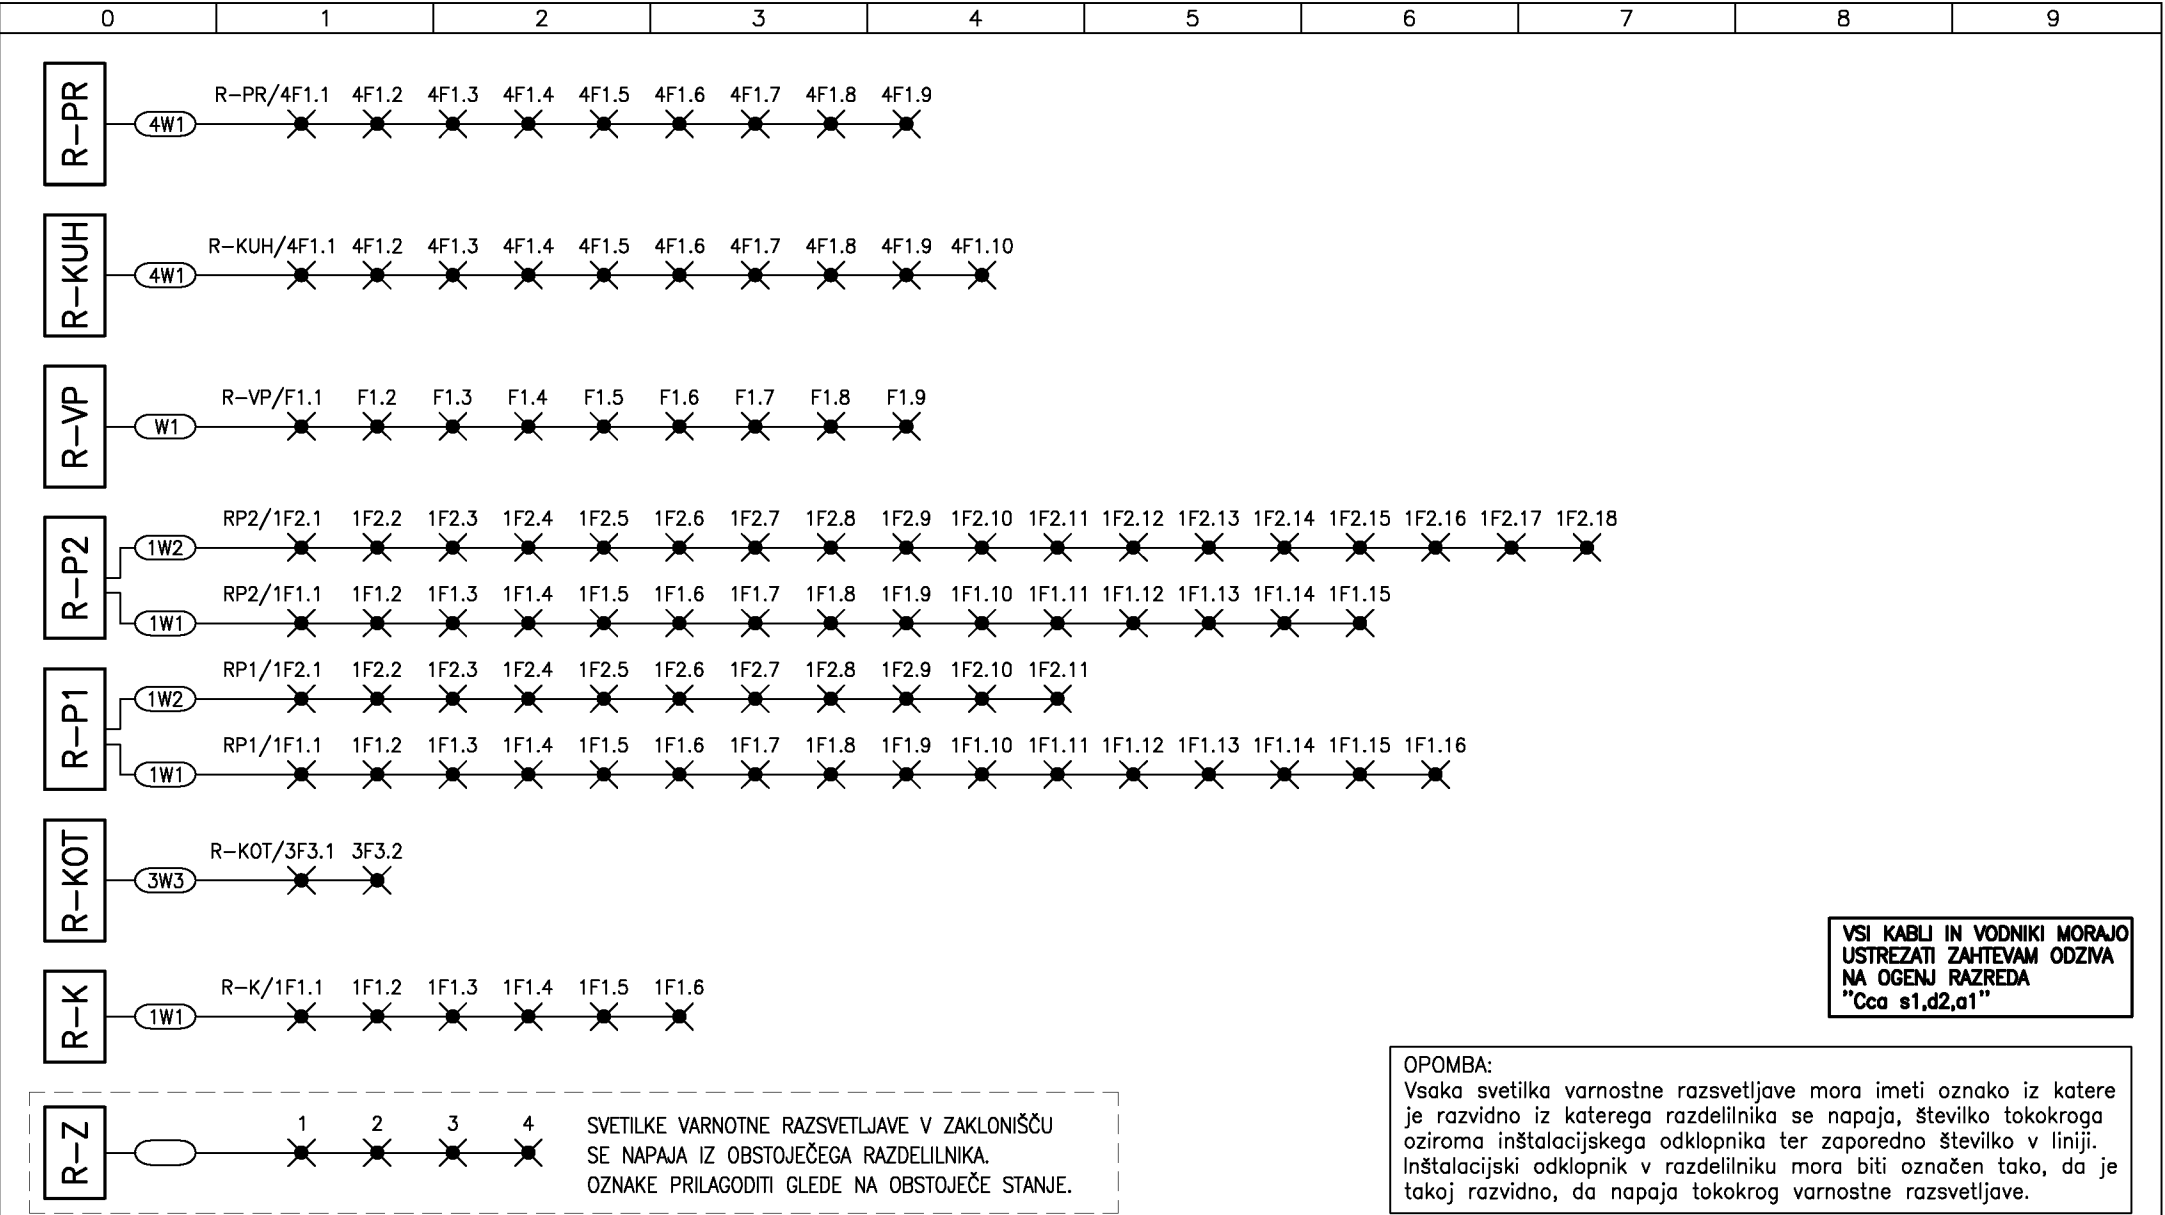 0 1 2 3 4 5 6 7 8 9
R-PR
4W1
R-PR/4F1.1 4F1.2 4F1.3 4F1.4 4F1.5 4F1.6 4F1.7 4F1.8 4F1.9
R-KUH
4W1
R-KUH/4F1.1 4F1.2 4F1.3 4F1.4 4F1.5 4F1.6 4F1.7 4F1.8 4F1.9 4F1.10
R-VP
W1
R-VP/F1.1 F1.2 F1.3 F1.4 F1.5 F1.6 F1.7 F1.8 F1.9
R-P2
1W2
RP2/1F2.1 1F2.2 1F2.3 1F2.4 1F2.5 1F2.6 1F2.7 1F2.8 1F2.9 1F2.10 1F2.11 1F2.12 1F2.13 1F2.14 1F2.15 1F2.16 1F2.17 1F2.18
1W1
RP2/1F1.1 1F1.2 1F1.3 1F1.4 1F1.5 1F1.6 1F1.7 1F1.8 1F1.9 1F1.10 1F1.11 1F1.12 1F1.13 1F1.14 1F1.15
R-P1
1W2
RP1/1F2.1 1F2.2 1F2.3 1F2.4 1F2.5 1F2.6 1F2.7 1F2.8 1F2.9 1F2.10 1F2.11
1W1
RP1/1F1.1 1F1.2 1F1.3 1F1.4 1F1.5 1F1.6 1F1.7 1F1.8 1F1.9 1F1.10 1F1.11 1F1.12 1F1.13 1F1.14 1F1.15 1F1.16
R-KOT
3W3
R-KOT/3F3.1 3F3.2
R-K
1W1
R-K/1F1.1 1F1.2 1F1.3 1F1.4 1F1.5 1F1.6
R-Z
1 2 3 4
SVETILKE VARNOTNE RAZSVETLJAVE V ZAKLONIŠČU
SE NAPAJA IZ OBSTOJEČEGA RAZDELILNIKA.
OZNAKE PRILAGODITI GLEDE NA OBSTOJEČE STANJE.
VSI KABLI IN VODNIKI MORAJO
USTREZATI ZAHTEVAM ODZIVA
NA OGENJ RAZREDA
"Cca s1,d2,a1"
OPOMBA:
Vsaka svetilka varnostne razsvetljave mora imeti oznako iz katere
je razvidno iz katerega razdelilnika se napaja, številko tokokroga
oziroma inštalacijskega odklopnika ter zaporedno številko v liniji.
Inštalacijski odklopnik v razdelilniku mora biti označen tako, da je
takoj razvidno, da napaja tokokrog varnostne razsvetljave.